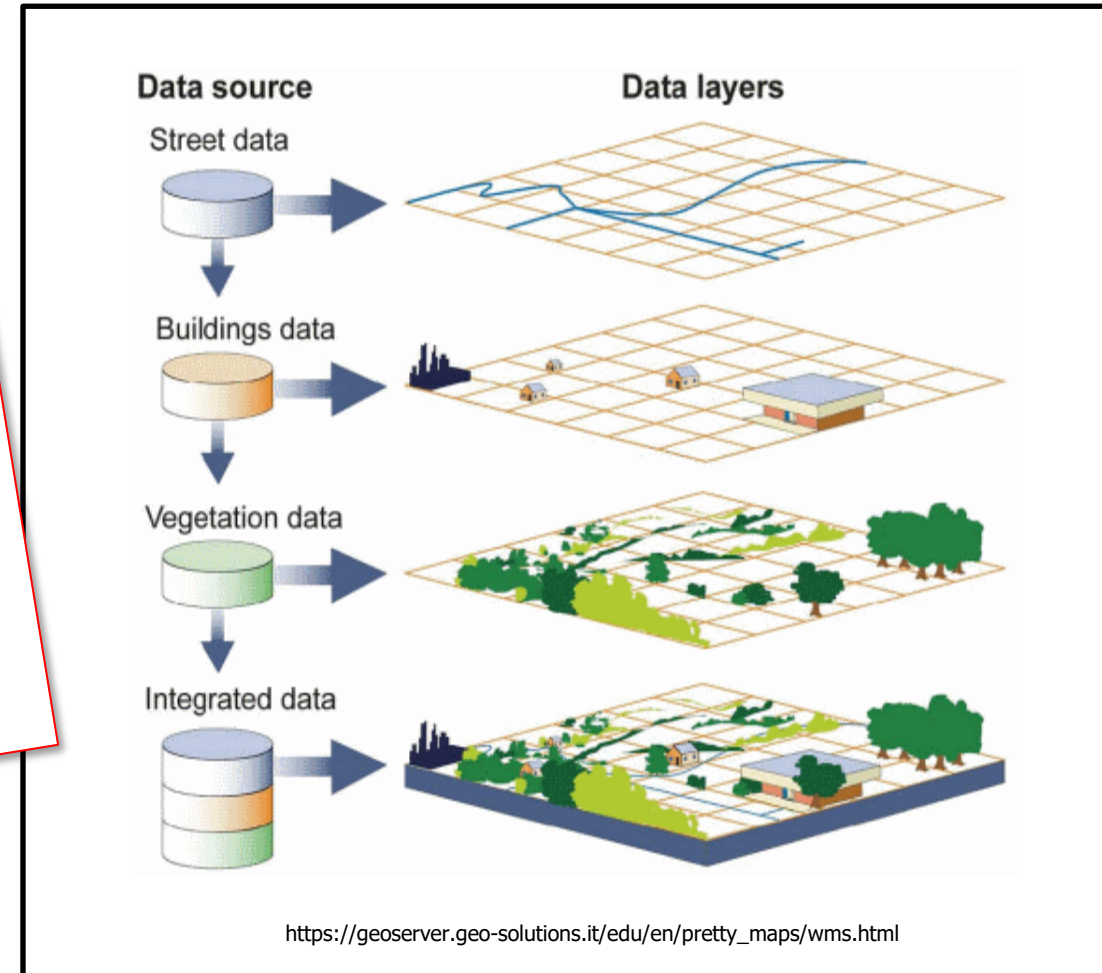 Data source
Data layers
Street data
Buildings data
Vegetation data
Integrated data
https://geoserver.geo-solutions.it/edu/en/pretty_maps/wms.html